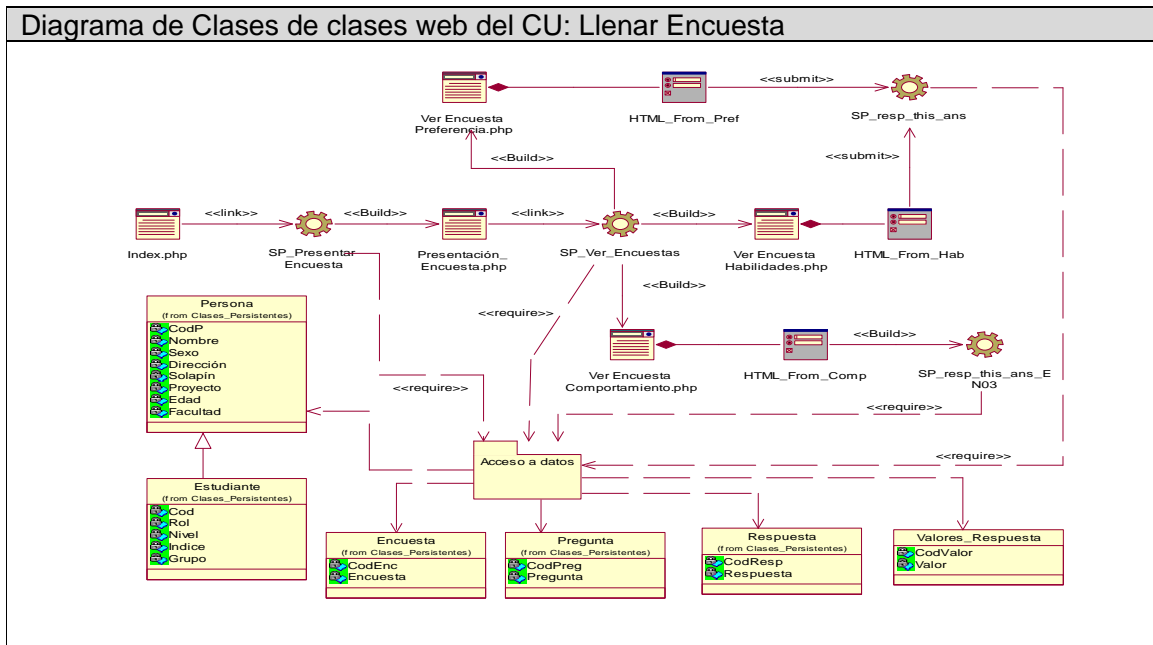 Diagrama de Clases de clases web del CU: Llenar Encuesta
<<submit>>
Ver Encuesta
Preferencia.php
HTML_From_Pref
SP_resp_this_ans
<<Build>>
<<submit>>
<<link>>
<<Build>>
<<link>>
<<Build>>
Index.php
SP_Presentar
Encuesta
Presentación_
Encuesta.php
SP_Ver_Encuestas
Ver Encuesta
Habilidades.php
HTML_From_Hab
<<Build>>
<<require>>
<<Build>>
Ver Encuesta
Comportamiento.php
HTML_From_Comp
SP_resp_this_ans_E
N03
<<require>>
<<require>>
<<require>>
Persona
(from Clases_Persistentes)
CodP
Nombre
Sexo
Dirección
Solapín
Proyecto
Edad
Facultad
Acceso a datos
Estudiante
(from Clases_Persistentes)
Cod
Rol
Nivel
Indice
Grupo
Encuesta
(from Clases_Persistentes)
CodEnc
Encuesta
Pregunta
(from Clases_Persistentes)
CodPreg
Pregunta
Respuesta
(from Clases_Persistentes)
CodResp
Respuesta
Valores_Respuesta
CodValor
Valor